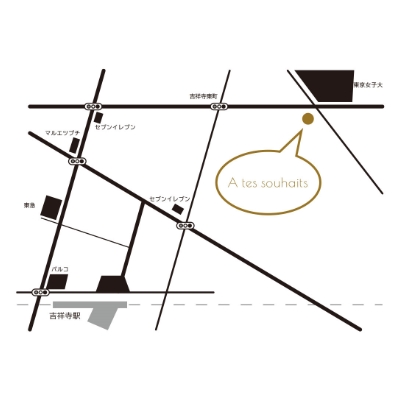 東京女子大
吉祥寺東町
セブンイレブン
マルエツプチ
A tes souhaits
セブンイレブン
東急
パルコ
吉祥寺駅